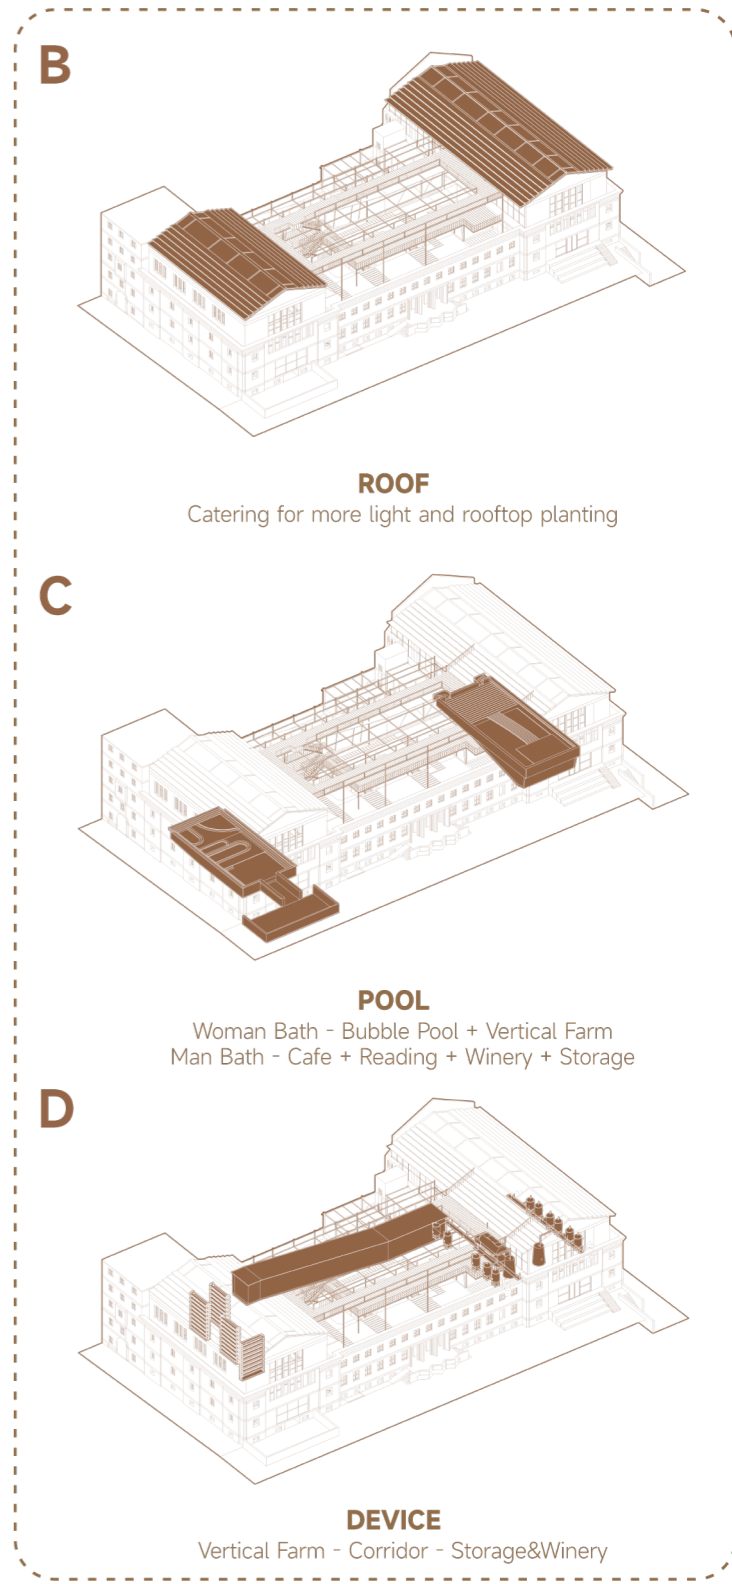 B
ROOF
Catering for more light and rooftop planting
C
POOL
Woman Bath - Bubble Pool + Vertical Farm
Man Bath - Cafe + Reading + Winery + Storage
D
DEVICE
Vertical Farm - Corridor - Storage&Winery